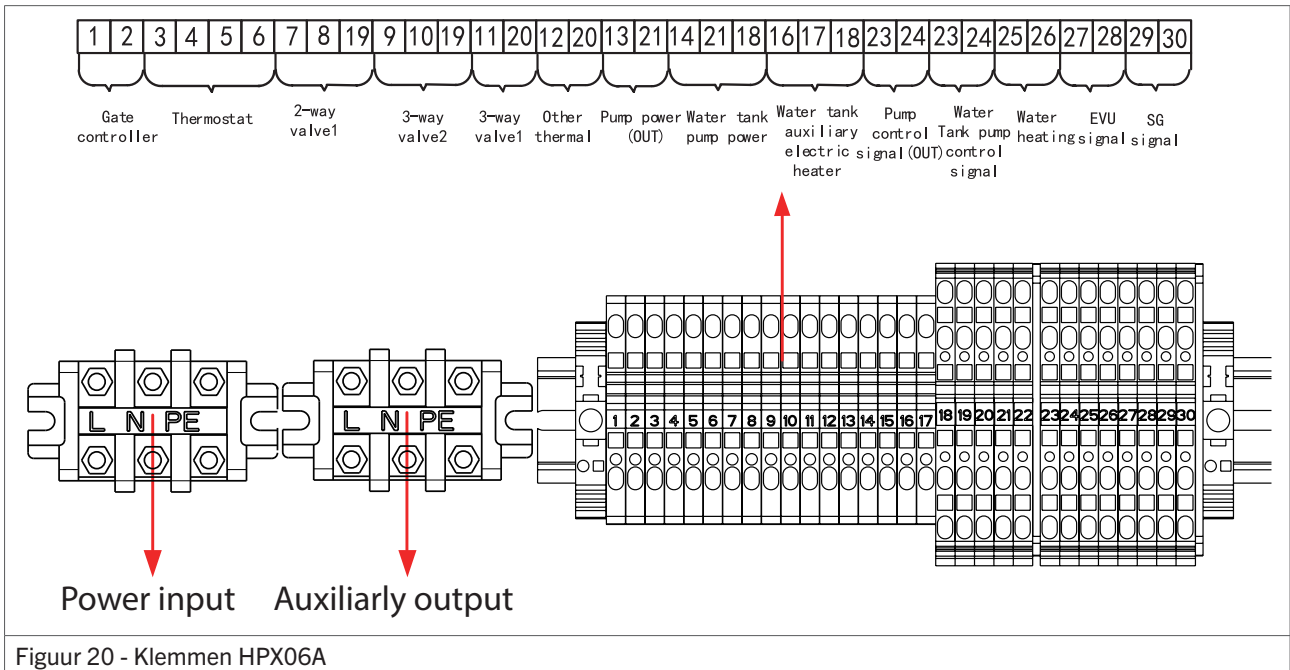 1 2 3 4 5 6 7 8 19 9 10 19 11 20 12 20 13 21 14 21 18 16 17 18 23 24 23 24 25 26 27 28 29 30
Gate controller
Thermostat
2-way valve1
3-way valve2
3-way valve1
Other thermal
Pump power (OUT)
Water tank pump power
Water tank auxiliary electric heater
Pump control signal(OUT)
Water Tank pump control signal
Water heating
EVU signal
SG signal
L N PE
L N PE
1 2 3 4 5 6 7 8 9 10 11 12 13 14 15 16 17 18 19 20 21 22 23 24 25 26 27 28 29 30
Power input
Auxiliarly output
Figuur 20 - Klemmen HPX06A